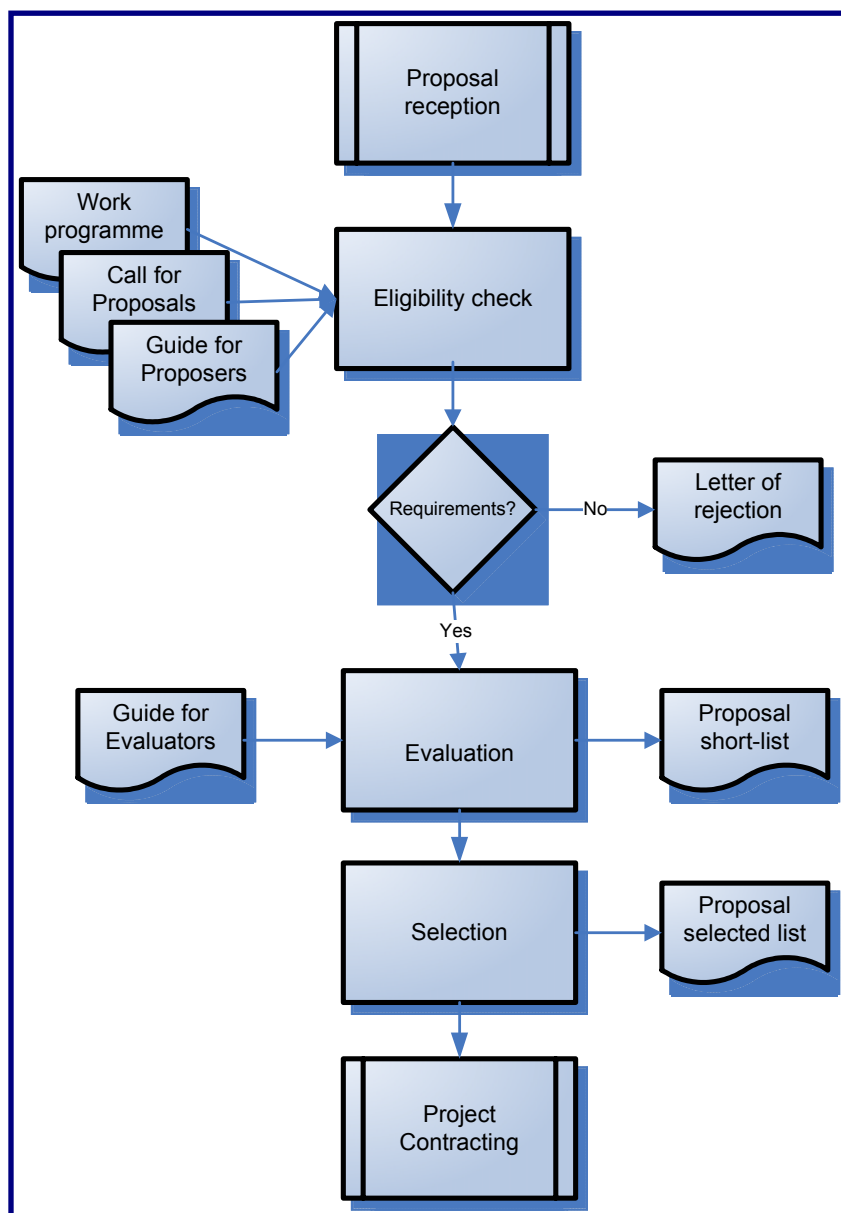 Proposal
reception
Work
programme
Call for
Proposals
Guide for
Proposers
Eligibility check
Requirements?
No
Letter of
rejection
Yes
Guide for
Evaluators
Evaluation
Proposal
short-list
Selection
Proposal
selected list
Project
Contracting